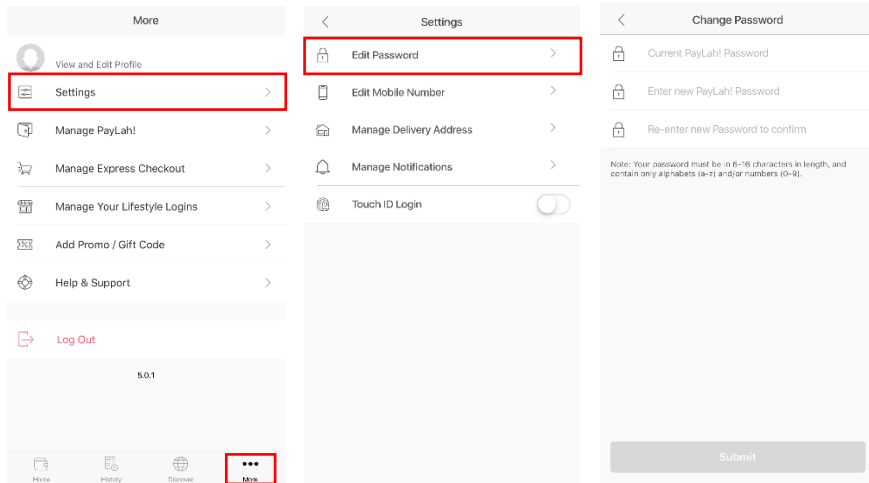 More
View and Edit Profile
Settings
Manage PayLah!
Manage Express Checkout
Manage Your Lifestyle Logins
Add Promo / Gift Code
Help & Support
Log Out
5.0.1
Home
History
Discover
More
Settings
Edit Password
Edit Mobile Number
Manage Delivery Address
Manage Notifications
Touch ID Login
Change Password
Current PayLah! Password
Enter new PayLah! Password
Re-enter new Password to confirm
Note: Your password must be in 6-16 characters in length, and
contain only alphabets (a-z) and/or numbers (0-9).
Submit